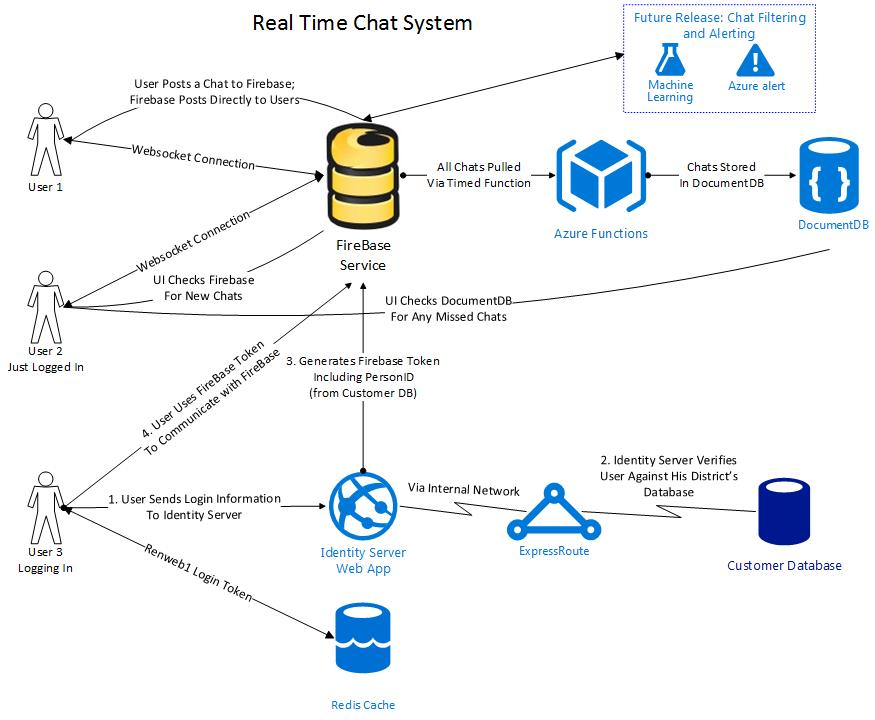 Real Time Chat System
Future Release: Chat Filtering
and Alerting
Machine
Learning
Azure alert
User Posts a Chat to Firebase;
Firebase Posts Directly to Users
User 1
Websocket Connection
All Chats Pulled
Via Timed Function
Chats Stored
In DocumentDB
Azure Functions
DocumentDB
FireBase
Service
Websocket Connection
UI Checks Firebase
For New Chats
UI Checks DocumentDB
For Any Missed Chats
User 2
Just Logged In
3. Generates Firebase Token
Including PersonID
(from Customer DB)
4. User Uses FireBase Token
To Communicate with FireBase
1. User Sends Login Information
To Identity Server
Via Internal Network
2. Identity Server Verifies
User Against His District's
Database
User 3
Logging In
Identity Server
Web App
ExpressRoute
Customer Database
Renweb1 Login Token
Redis Cache